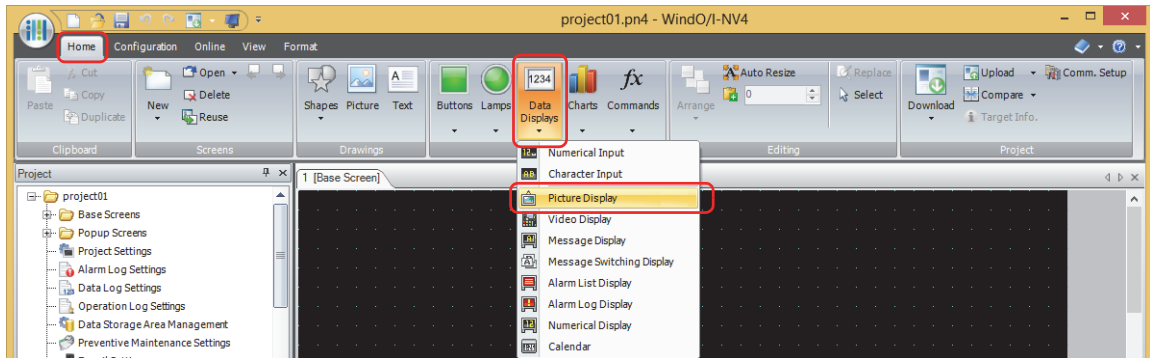 project01.pn4 - WindO/I-NV4
Home Configuration Online View Format
Paste
Cut
Copy
Duplicate
Clipboard
New
Open
Delete
Reuse
Screens
Shapes Picture Text
Drawings
Buttons Lamps
1234
Data
Displays
Charts
fx
Commands
Arrange
Auto Resize
0
Replace
Select
Editing
Download
Upload
Compare
Target Info.
Comm. Setup
Project
Project
project01
Base Screens
Popup Screens
Project Settings
Alarm Log Settings
Data Log Settings
Operation Log Settings
Data Storage Area Management
Preventive Maintenance Settings
1 [Base Screen]
Numerical Input
Character Input
Picture Display
Video Display
Message Display
Message Switching Display
Alarm List Display
Alarm Log Display
Numerical Display
Calendar